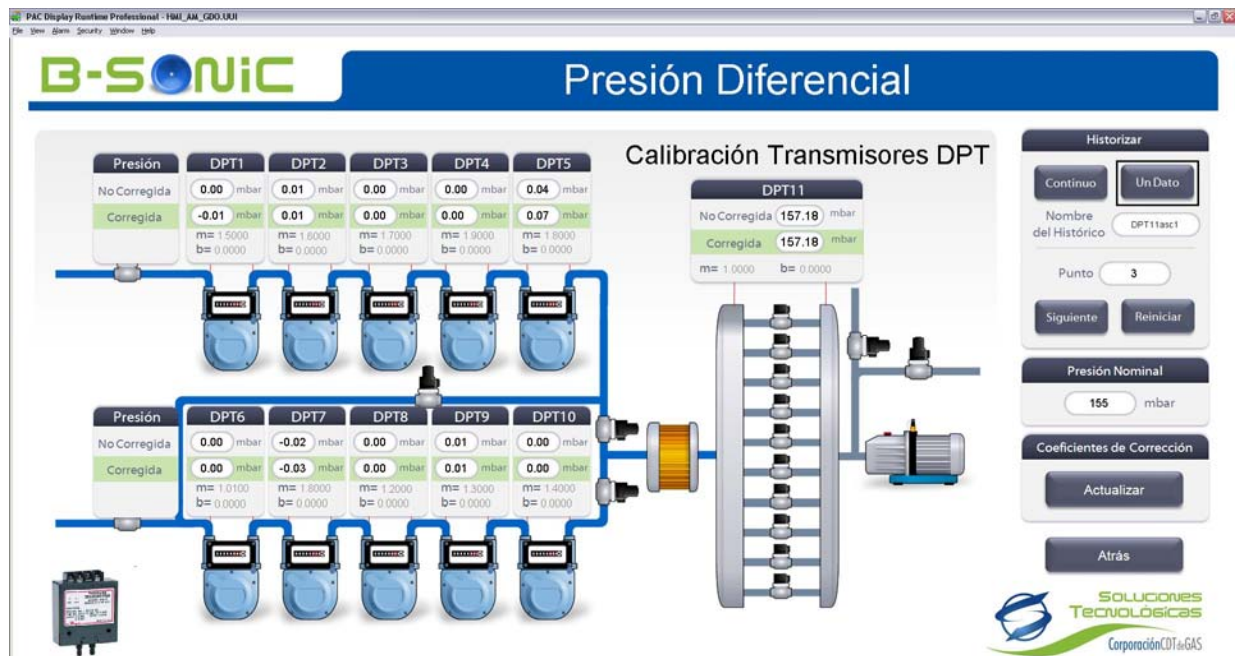 PAC Display Runtime Professional - HMI_AM_GDO.UUI
File View Alarm Security Window Help
B-SONIC
Presión Diferencial
Calibración Transmisores DPT
Presión DPT1 DPT2 DPT3 DPT4 DPT5
No Corregida 0.00 mbar 0.01 mbar 0.00 mbar 0.00 mbar 0.04 mbar
Corregida -0.01 mbar 0.01 mbar 0.00 mbar 0.00 mbar 0.07 mbar
m= 1.5000 m= 1.6000 m= 1.7000 m= 1.9000 m= 1.8000
b= 0.0000 b= 0.0000 b= 0.0000 b= 0.0000 b= 0.0000
DPT11
No Corregida 157.18 mbar
Corregida 157.18 mbar
m= 1.0000 b= 0.0000
Presión DPT6 DPT7 DPT8 DPT9 DPT10
No Corregida 0.00 mbar -0.02 mbar 0.00 mbar 0.01 mbar 0.00 mbar
Corregida 0.00 mbar -0.03 mbar 0.00 mbar 0.01 mbar 0.00 mbar
m= 1.0100 m= 1.8000 m= 1.2000 m= 1.3000 m= 1.4000
b= 0.0000 b= 0.0000 b= 0.0000 b= 0.0000 b= 0.0000
Historizar
Continuo Un Dato
Nombre
del Histórico DPT11asc1
Punto 3
Siguiente Reiniciar
Presión Nominal
155 mbar
Coeficientes de Corrección
Actualizar
Atrás
Soluciones
Tecnológicas
Corporación CDT de GAS